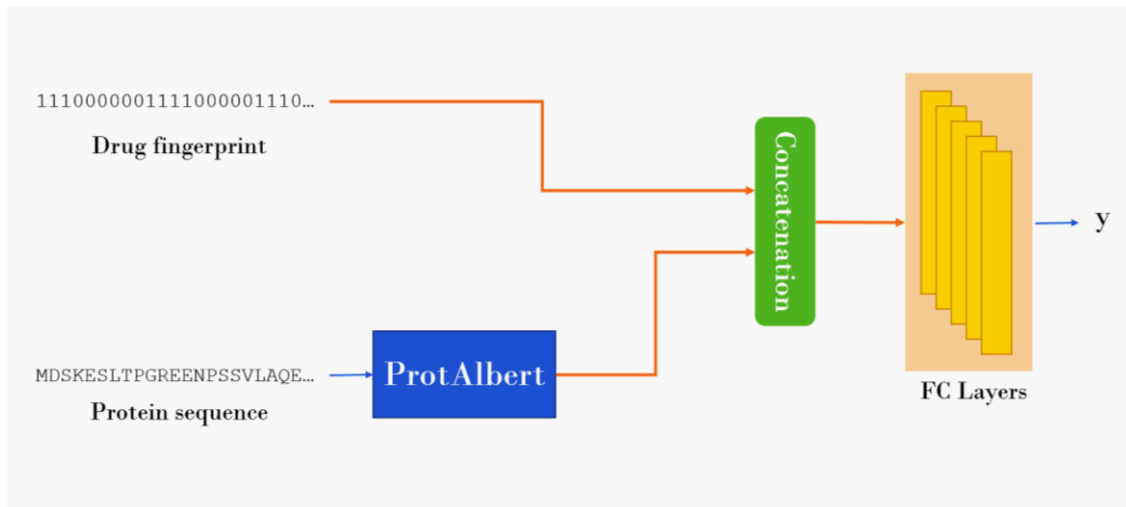 1110000001111000001110…
Drug fingerprint
Concatenation
y
MDSKESLTPGREENPSSVLAQE…
Protein sequence
ProtAlbert
FC Layers